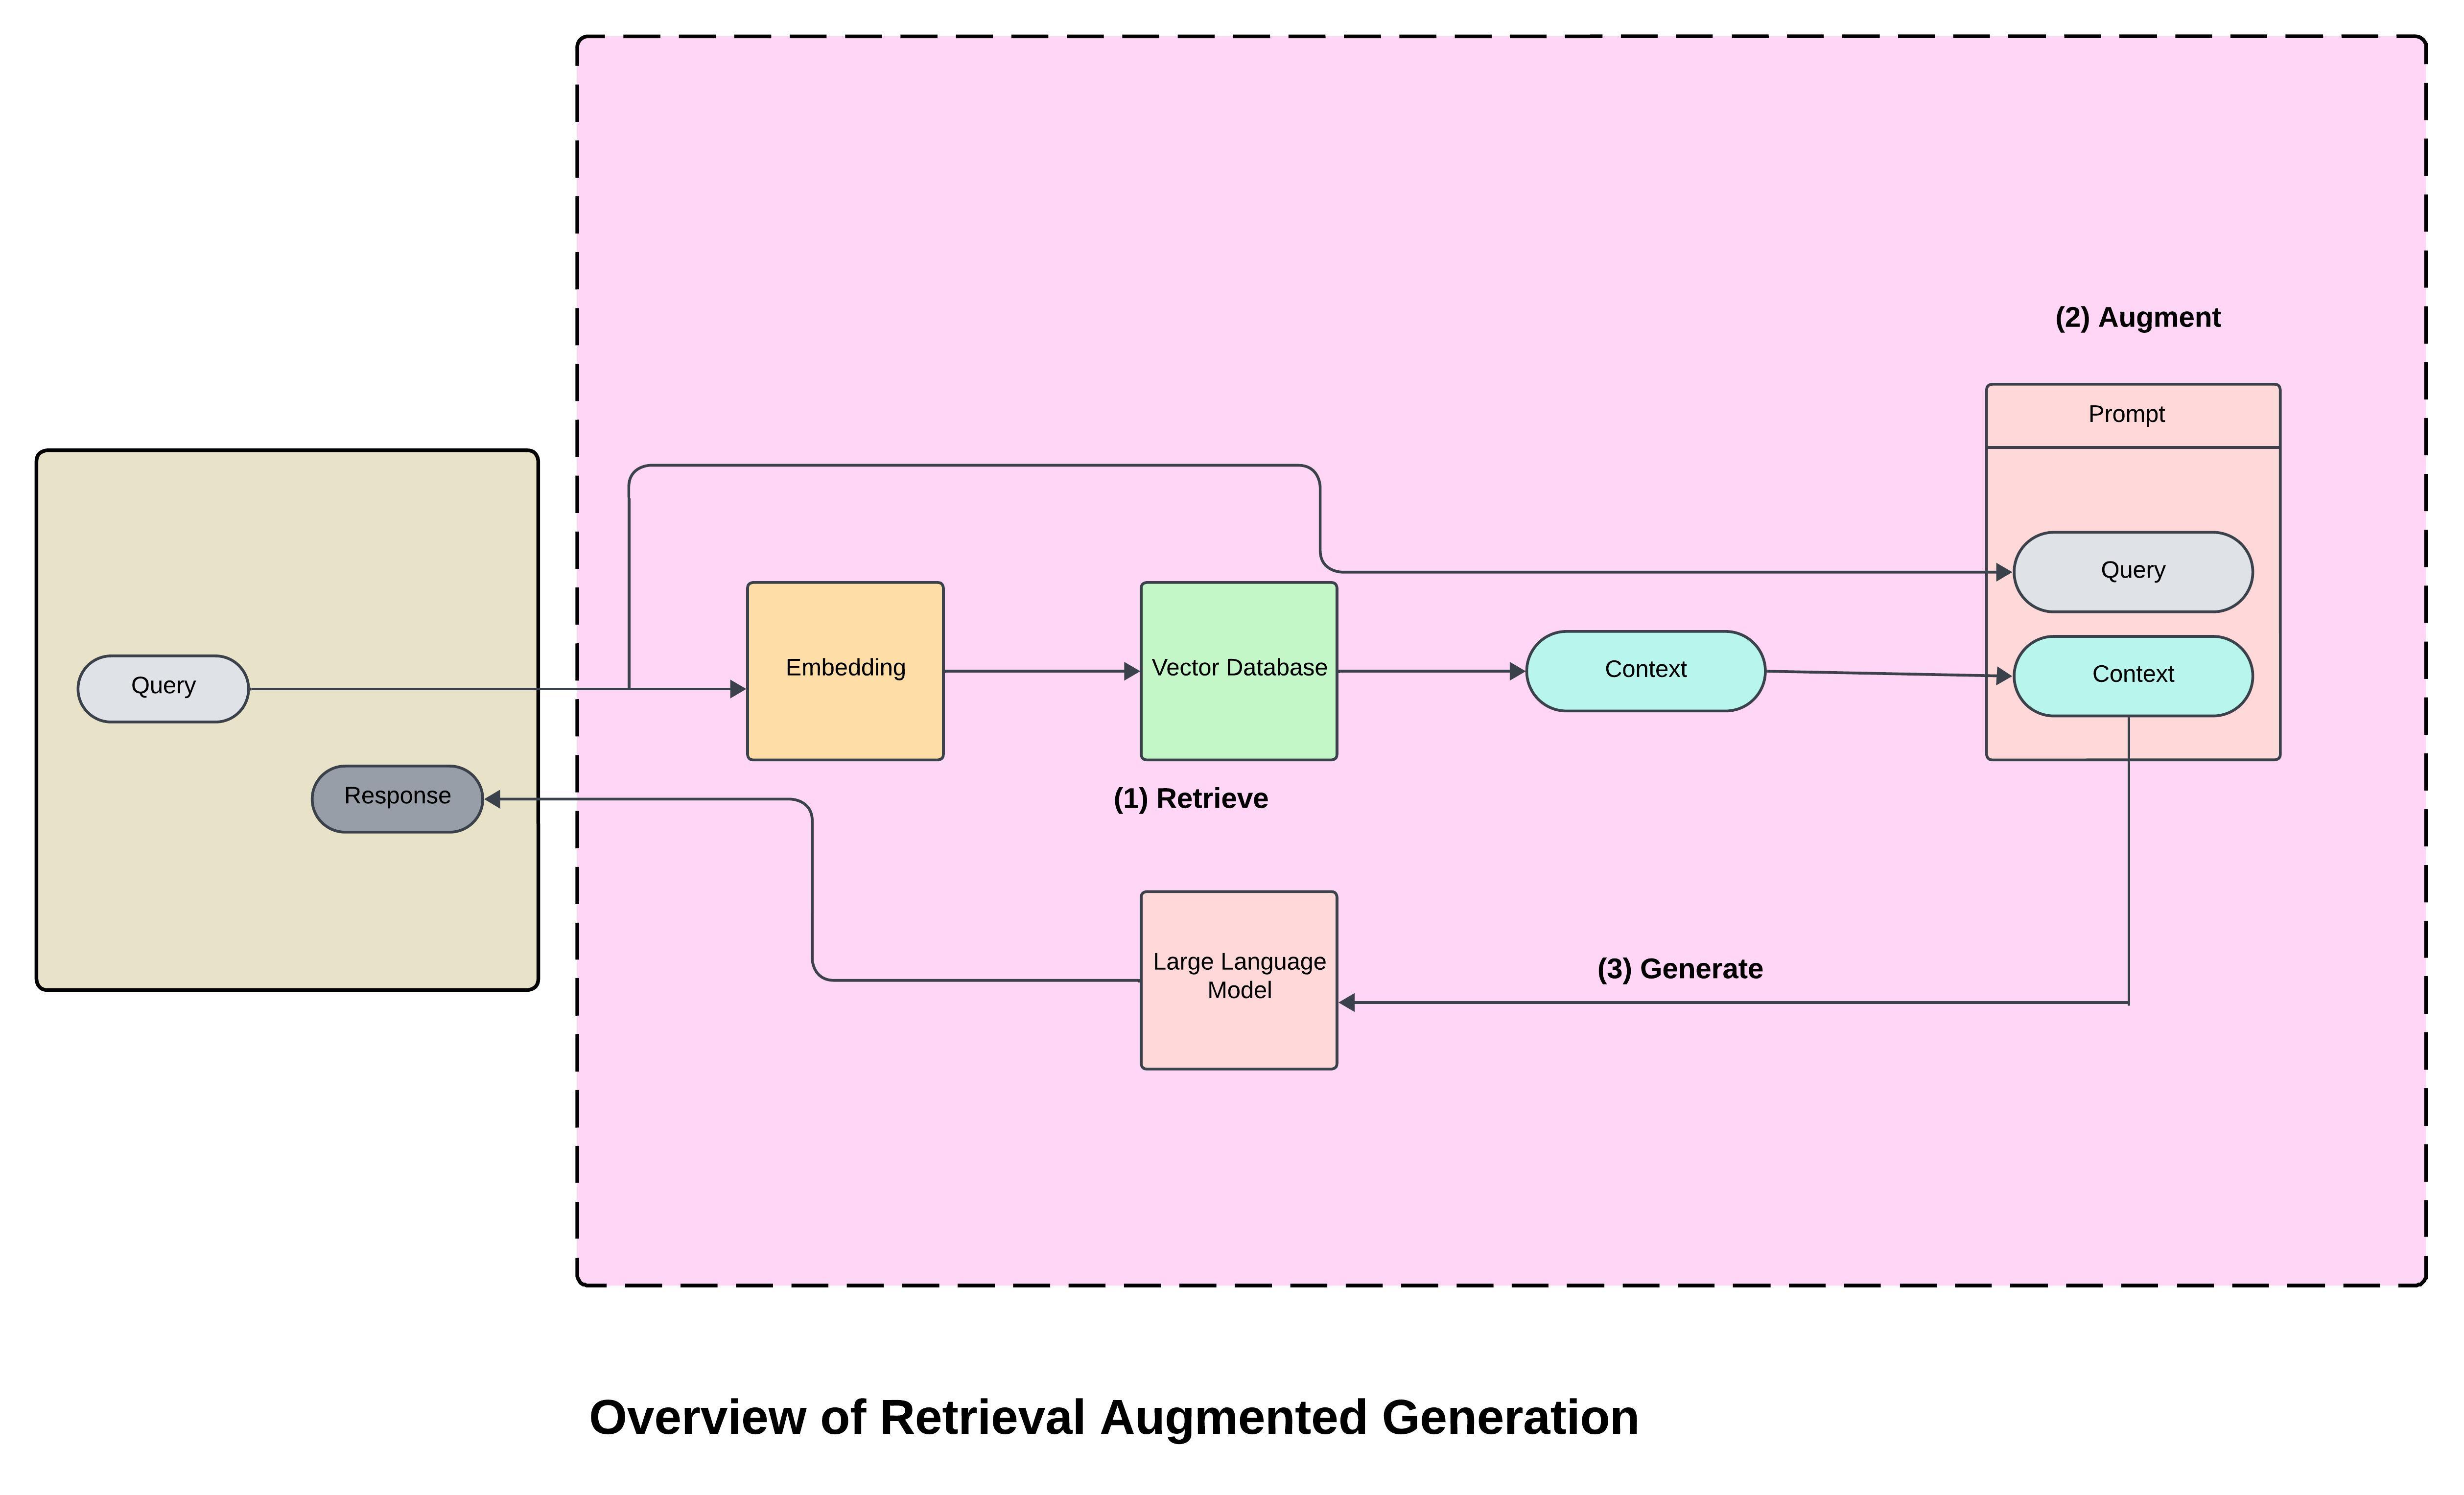 (2) Augment
Prompt
Query
Context
Query
Embedding
Vector Database
Context
Response
(1) Retrieve
Large Language
Model
(3) Generate
Overview of Retrieval Augmented Generation